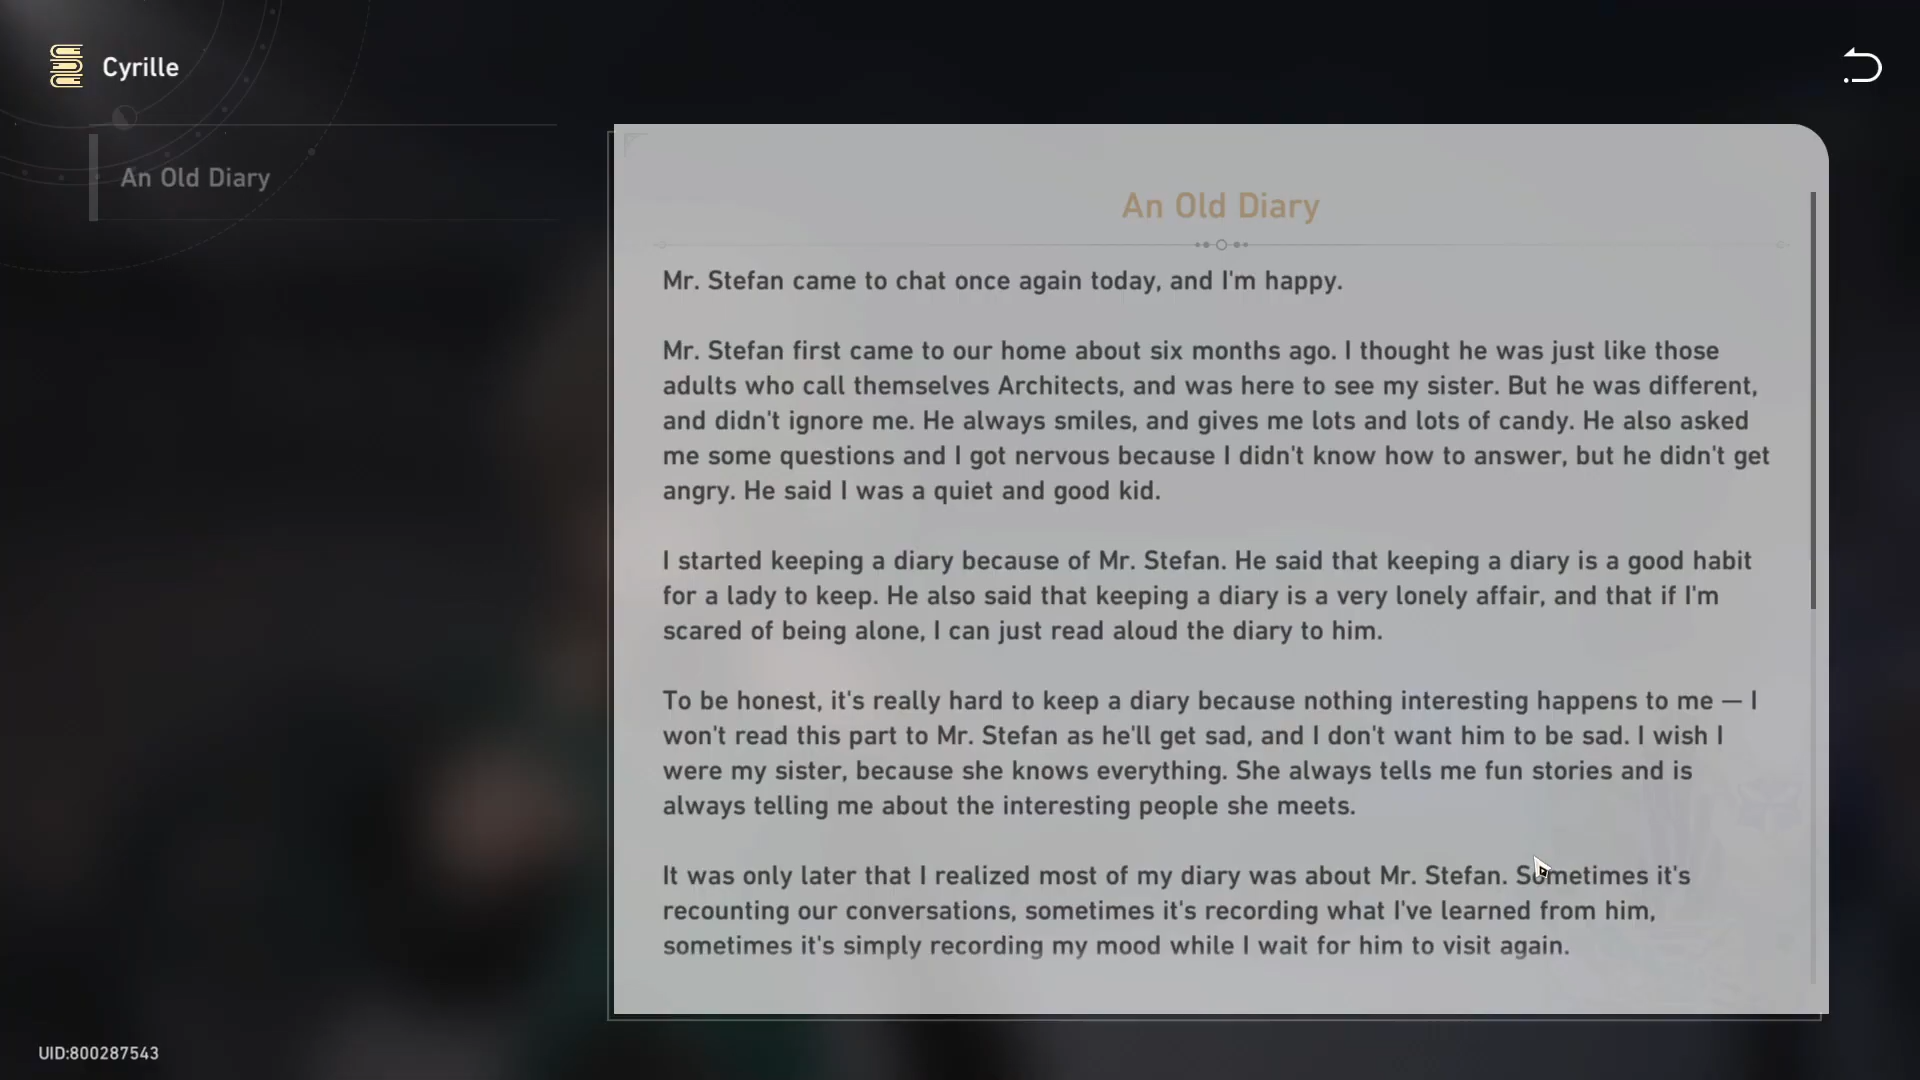 Cyrille
An Old Diary
An Old Diary
Mr. Stefan came to chat once again today, and I'm happy.
Mr. Stefan first came to our home about six months ago. I thought he was just like those
adults who call themselves Architects, and was here to see my sister. But he was different,
and didn't ignore me. He always smiles, and gives me lots and lots of candy. He also asked
me some questions and I got nervous because I didn't know how to answer, but he didn't get
angry. He said I was a quiet and good kid.
I started keeping a diary because of Mr. Stefan. He said that keeping a diary is a good habit
for a lady to keep. He also said that keeping a diary is a very lonely affair, and that if I'm
scared of being alone, I can just read aloud the diary to him.
To be honest, it's really hard to keep a diary because nothing interesting happens to me — I
won't read this part to Mr. Stefan as he'll get sad, and I don't want him to be sad. I wish I
were my sister, because she knows everything. She always tells me fun stories and is
always telling me about the interesting people she meets.
It was only later that I realized most of my diary was about Mr. Stefan. Sometimes it's
recounting our conversations, sometimes it's recording what I've learned from him,
sometimes it's simply recording my mood while I wait for him to visit again.
UID:800287543